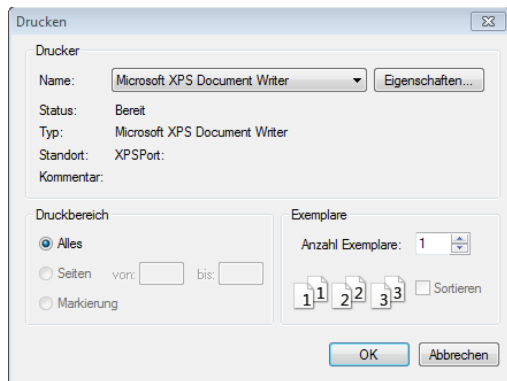 Drucken
Drucker
Name: Microsoft XPS Document Writer Eigenschaften...
Status: Bereit
Typ: Microsoft XPS Document Writer
Standort: XPSPort:
Kommentar:
Druckbereich
Alles
Seiten von: bis:
Markierung
Exemplare
Anzahl Exemplare: 1
1 1 2 2 3 3 Sortieren
OK Abbrechen